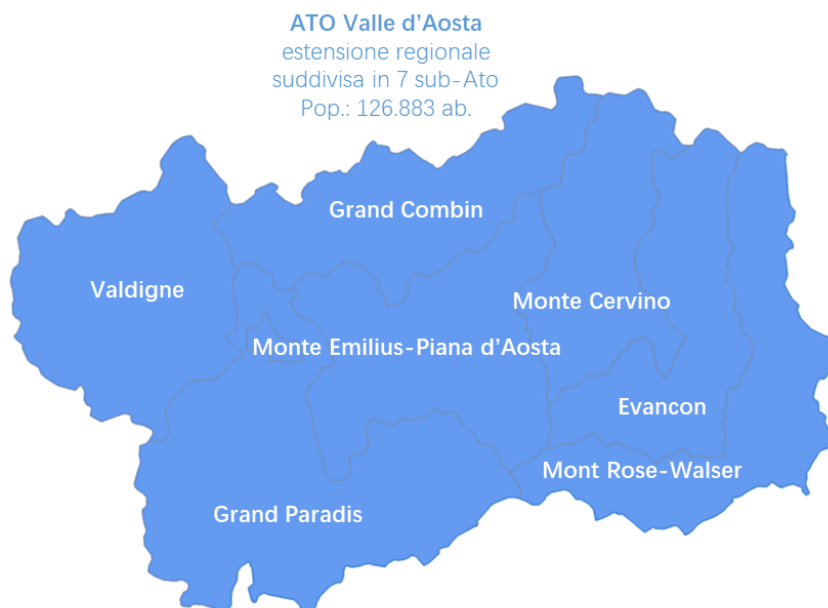 ATO Valle d’Aosta
estensione regionale
suddivisa in 7 sub-Ato
Pop.: 126.883 ab.
Grand Combin
Valdigne
Monte Cervino
Monte Emilius-Piana d’Aosta
Evancon
Mont Rose-Walser
Grand Paradis